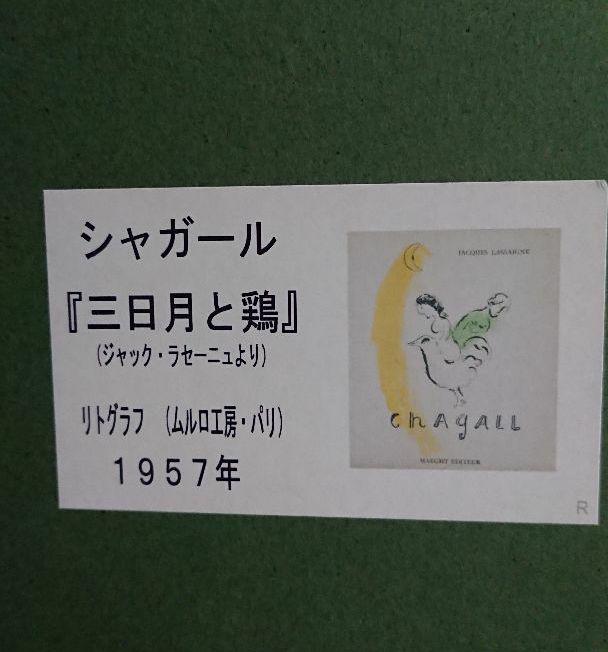 シャガール
『三日月と鶏』
(ジャック・ラセーニュより)
リトグラフ (ムルロ工房・パリ)
1957年
JACQUES LASSAIGNE
ChAgALL
MAEGHT EDITEUR
R